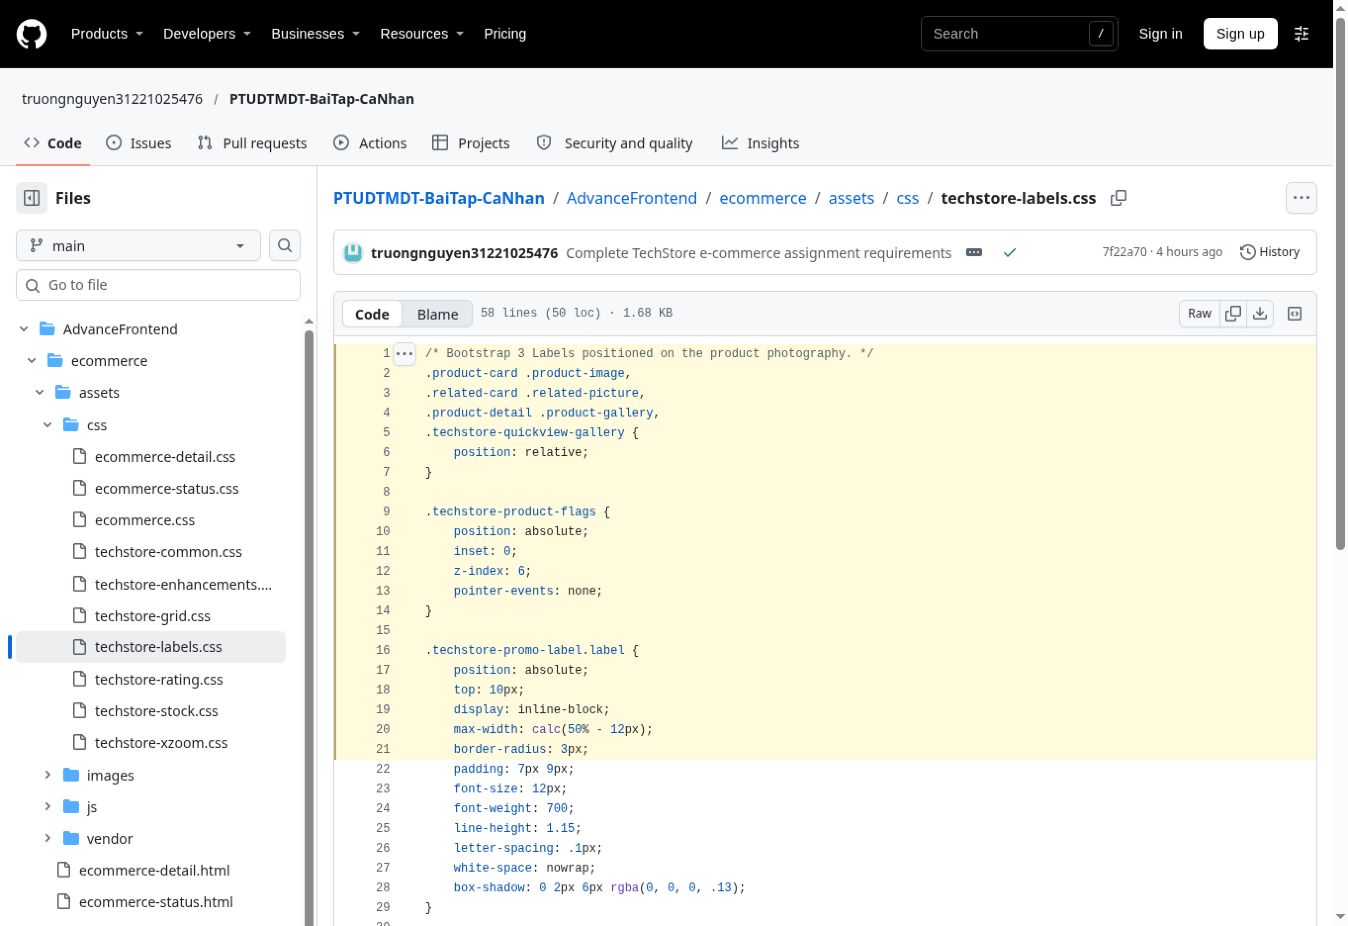 Products
Developers
Businesses
Resources
Pricing
Search
/
Sign in
Sign up
truongnguyen31221025476 / PTUDTMDT-BaiTap-CaNhan
Code
Issues
Pull requests
Actions
Projects
Security and quality
Insights
Files
main
Go to file
AdvanceFrontend
ecommerce
assets
css
ecommerce-detail.css
ecommerce-status.css
ecommerce.css
techstore-common.css
techstore-enhancements....
techstore-grid.css
techstore-labels.css
techstore-rating.css
techstore-stock.css
techstore-xzoom.css
images
js
vendor
ecommerce-detail.html
ecommerce-status.html
PTUDTMDT-BaiTap-CaNhan / AdvanceFrontend / ecommerce / assets / css / techstore-labels.css
truongnguyen31221025476 Complete TechStore e-commerce assignment requirements
7f22a70 · 4 hours ago
History
Code
Blame
58 lines (50 loc) · 1.68 KB
Raw
1 /* Bootstrap 3 Labels positioned on the product photography. */
2 .product-card .product-image,
3 .related-card .related-picture,
4 .product-detail .product-gallery,
5 .techstore-quickview-gallery {
6 position: relative;
7 }
8
9 .techstore-product-flags {
10 position: absolute;
11 inset: 0;
12 z-index: 6;
13 pointer-events: none;
14 }
15
16 .techstore-promo-label.label {
17 position: absolute;
18 top: 10px;
19 display: inline-block;
20 max-width: calc(50% - 12px);
21 border-radius: 3px;
22 padding: 7px 9px;
23 font-size: 12px;
24 font-weight: 700;
25 line-height: 1.15;
26 letter-spacing: .1px;
27 white-space: nowrap;
28 box-shadow: 0 2px 6px rgba(0, 0, 0, .13);
29 }